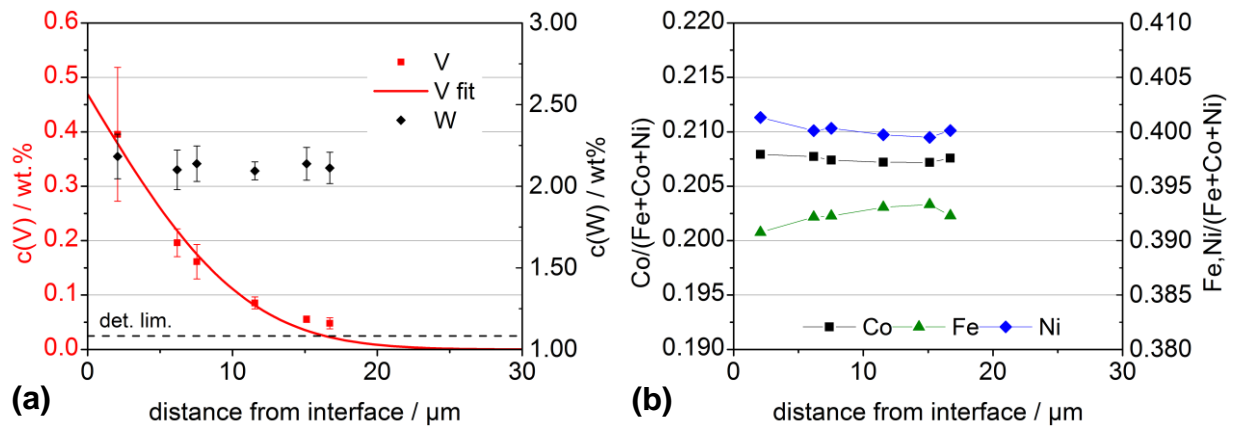 0.6
0.5
0.4
0.3
0.2
0.1
0.0
c(V) / wt.%
V
V fit
W
det. lim.
3.00
2.50
2.00
1.50
1.00
c(W) / wt%
0
10
20
30
distance from interface / µm
(a)
0.220
0.215
0.210
0.205
0.200
0.195
0.190
Co/(Fe+Co+Ni)
Co
Fe
Ni
0.410
0.405
0.400
0.395
0.390
0.385
0.380
Fe,Ni/(Fe+Co+Ni)
0
10
20
30
distance from interface / µm
(b)